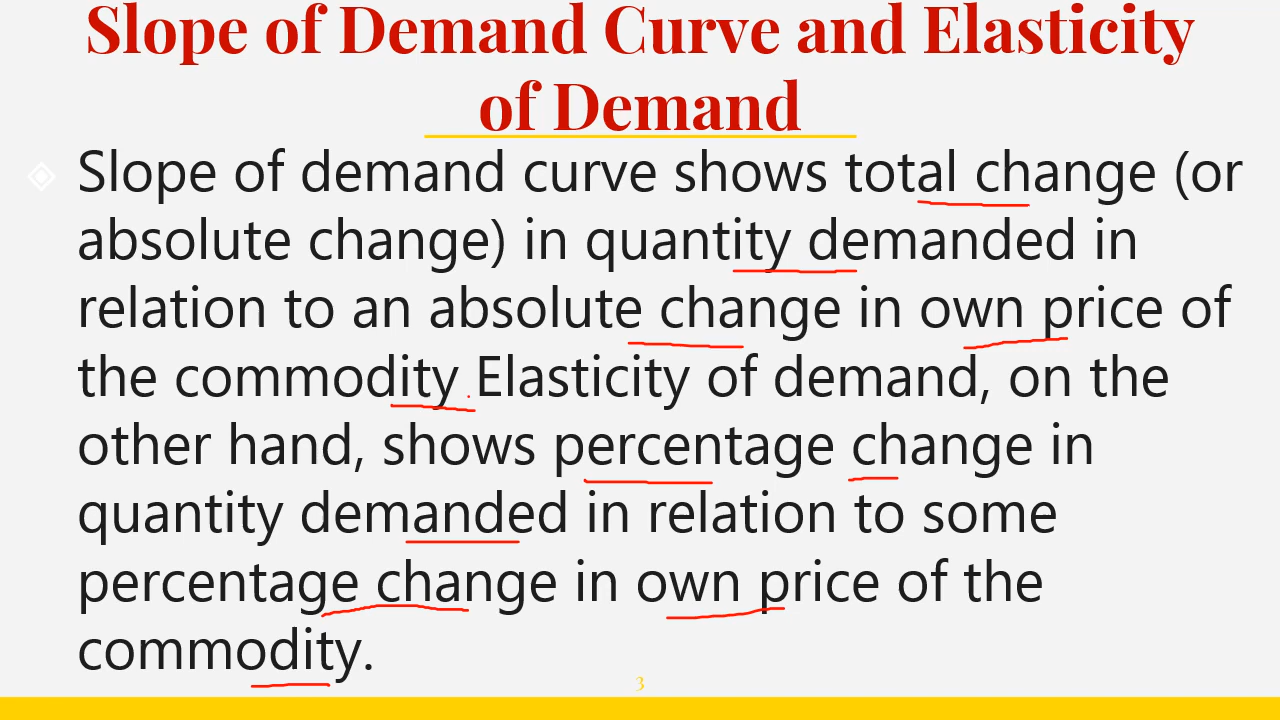 Slope of Demand Curve and Elasticity
of Demand
Slope of demand curve shows total change (or
absolute change) in quantity demanded in
relation to an absolute change in own price of
the commodity. Elasticity of demand, on the
other hand, shows percentage change in
quantity demanded in relation to some
percentage change in own price of the
commodity.
3